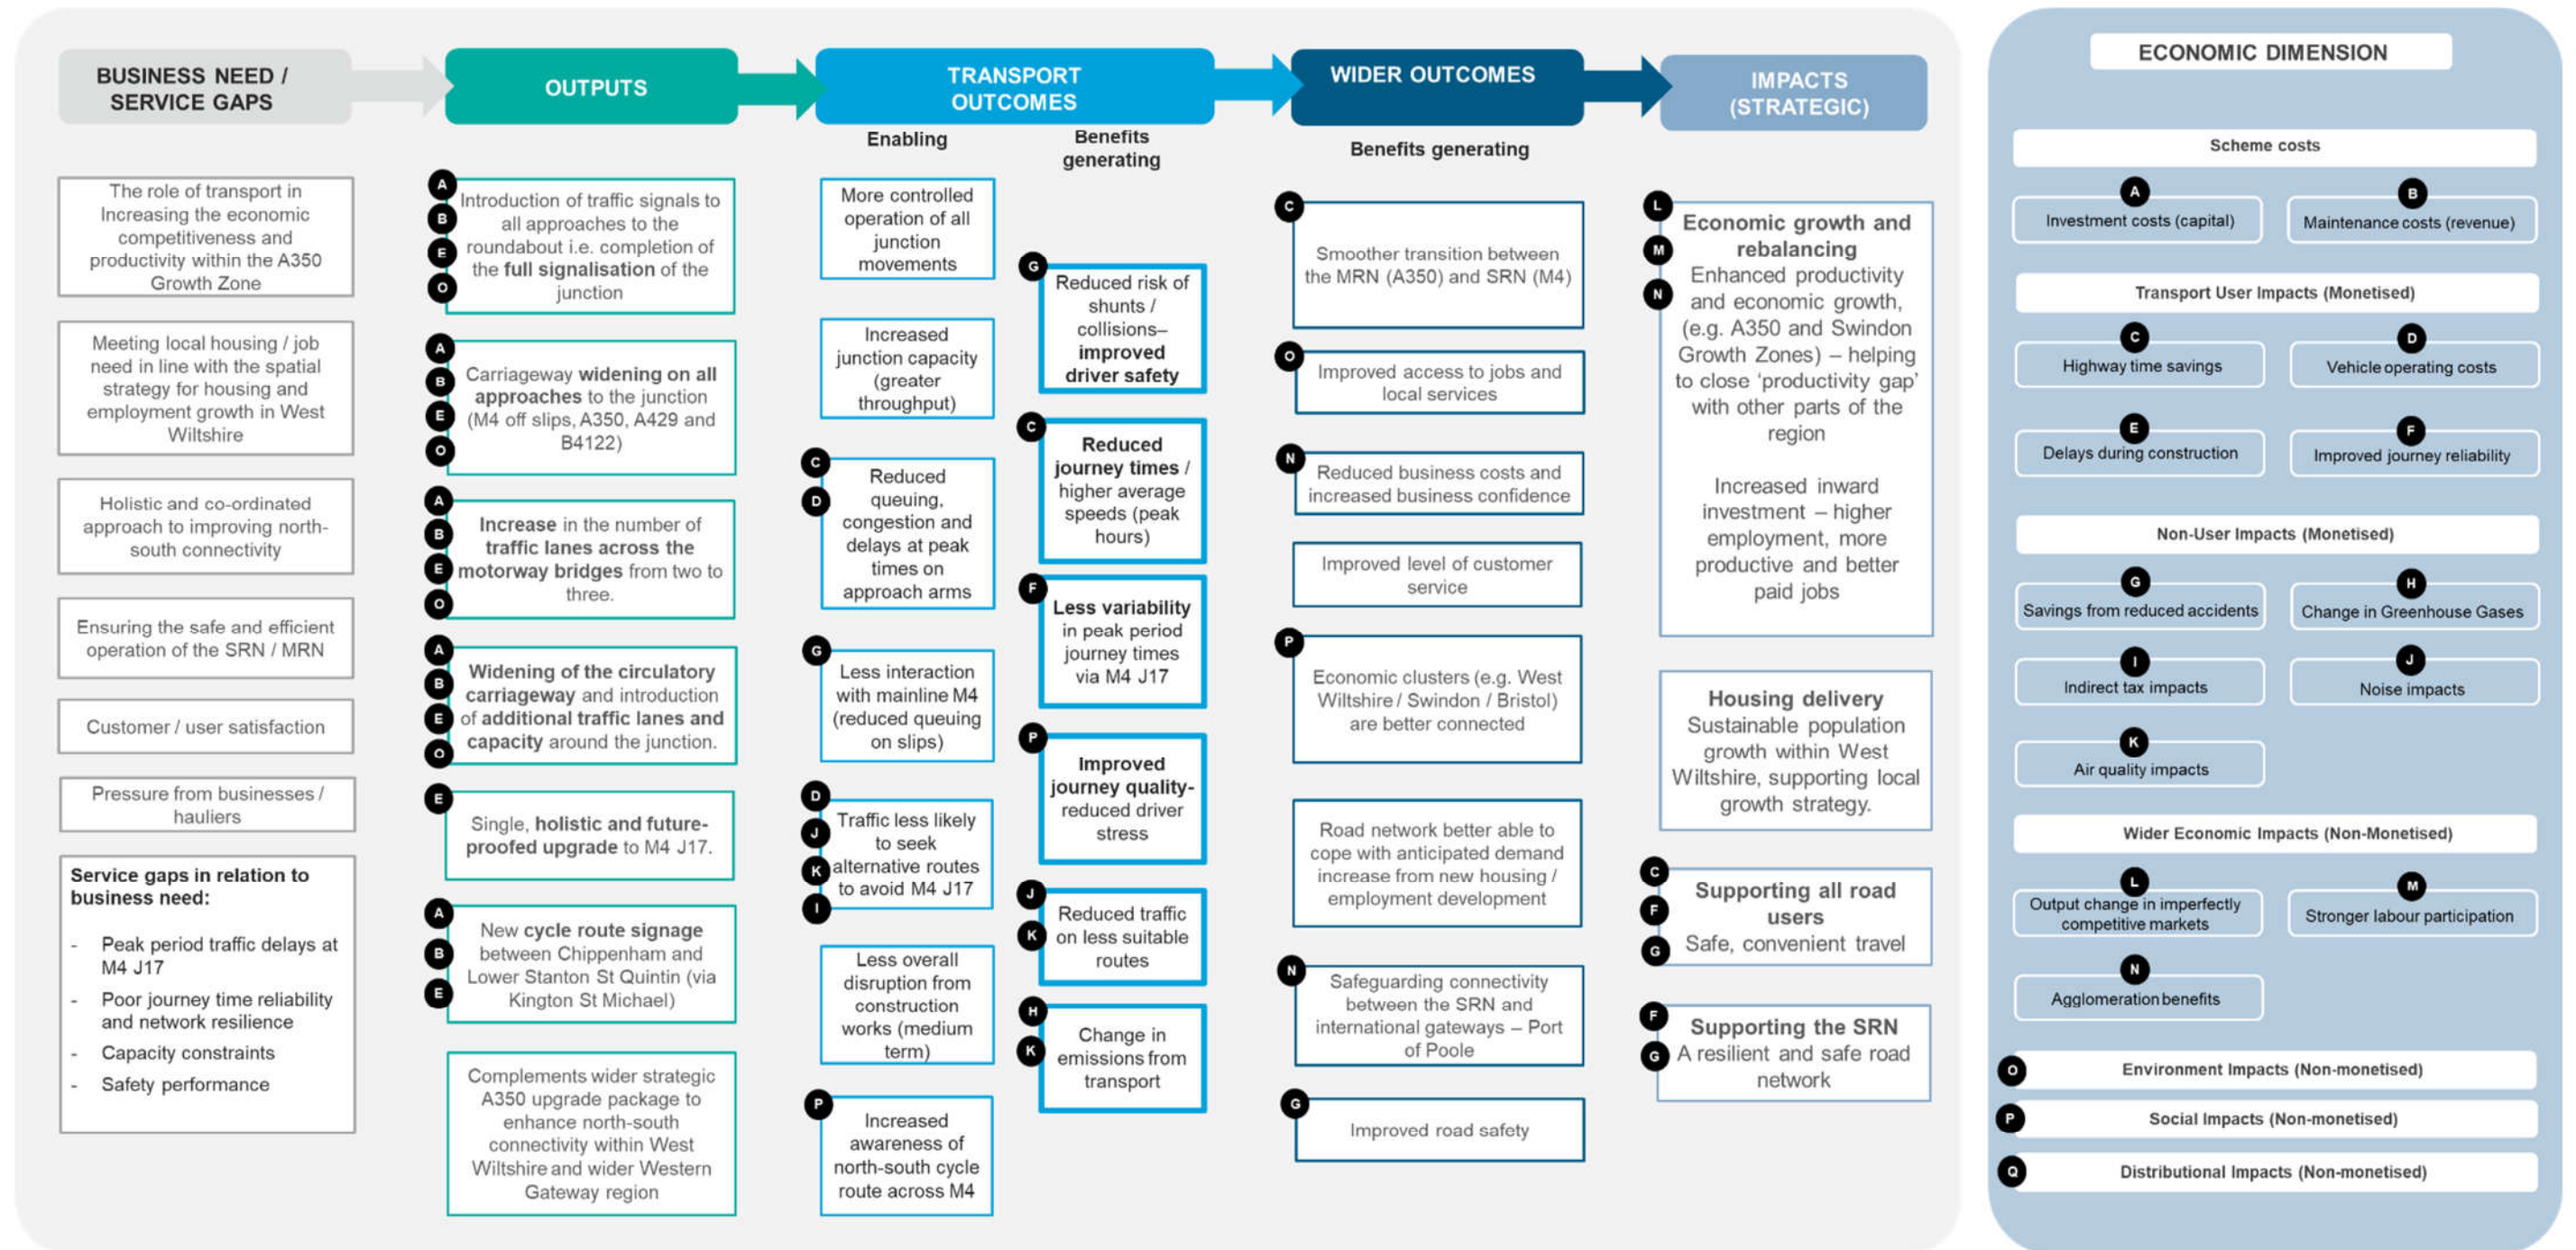 BUSINESS NEED /
SERVICE GAPS
The role of transport in
Increasing the economic
competitiveness and
productivity within the A350
Growth Zone
Meeting local housing / job
need in line with the spatial
strategy for housing and
employment growth in West
Wiltshire
Holistic and co-ordinated
approach to improving north-
south connectivity
Ensuring the safe and efficient
operation of the SRN / MRN
Customer / user satisfaction
Pressure from businesses /
hauliers
Service gaps in relation to
business need:
- Peak period traffic delays at
M4 J17
- Poor journey time reliability
and network resilience
- Capacity constraints
- Safety performance
OUTPUTS
A
B
E
O
Introduction of traffic signals to
all approaches to the
roundabout i.e. completion of
the full signalisation of the
junction
A
B
E
O
Carriageway widening on all
approaches to the junction
(M4 off slips, A350, A429 and
B4122)
A
B
E
O
Increase in the number of
traffic lanes across the
motorway bridges from two to
three.
A
B
E
O
Widening of the circulatory
carriageway and introduction
of additional traffic lanes and
capacity around the junction.
E
Single, holistic and future-
proofed upgrade to M4 J17.
A
B
E
New cycle route signage
between Chippenham and
Lower Stanton St Quintin (via
Kington St Michael)
Complements wider strategic
A350 upgrade package to
enhance north-south
connectivity within West
Wiltshire and wider Western
Gateway region
TRANSPORT
OUTCOMES
Enabling
More controlled
operation of all
junction
movements
Increased
junction capacity
(greater
throughput)
C
D
Reduced
queuing,
congestion and
delays at peak
times on
approach arms
G
Less interaction
with mainline M4
(reduced queuing
on slips)
D
J
K
I
Traffic less likely
to seek
alternative routes
to avoid M4 J17
Less overall
disruption from
construction
works (medium
term)
P
Increased
awareness of
north-south cycle
route across M4
Benefits
generating
G
Reduced risk of
shunts /
collisions–
improved
driver safety
C
Reduced
journey times /
higher average
speeds (peak
hours)
F
Less variability
in peak period
journey times
via M4 J17
P
Improved
journey quality-
reduced driver
stress
J
K
Reduced traffic
on less suitable
routes
H
K
Change in
emissions from
transport
WIDER OUTCOMES
Benefits generating
C
Smoother transition between
the MRN (A350) and SRN (M4)
O
Improved access to jobs and
local services
N
Reduced business costs and
increased business confidence
Improved level of customer
service
P
Economic clusters (e.g. West
Wiltshire / Swindon / Bristol)
are better connected
Road network better able to
cope with anticipated demand
increase from new housing /
employment development
N
Safeguarding connectivity
between the SRN and
international gateways – Port
of Poole
G
Improved road safety
IMPACTS
(STRATEGIC)
L
M
N
Economic growth and
rebalancing
Enhanced productivity
and economic growth,
(e.g. A350 and Swindon
Growth Zones) – helping
to close ‘productivity gap’
with other parts of the
region
Increased inward
investment – higher
employment, more
productive and better
paid jobs
Housing delivery
Sustainable population
growth within West
Wiltshire, supporting local
growth strategy.
C
F
G
Supporting all road
users
Safe, convenient travel
F
G
Supporting the SRN
A resilient and safe road
network
ECONOMIC DIMENSION
Scheme costs
A
Investment costs (capital)
B
Maintenance costs (revenue)
Transport User Impacts (Monetised)
C
Highway time savings
D
Vehicle operating costs
E
Delays during construction
F
Improved journey reliability
Non-User Impacts (Monetised)
G
Savings from reduced accidents
H
Change in Greenhouse Gases
I
Indirect tax impacts
J
Noise impacts
K
Air quality impacts
Wider Economic Impacts (Non-Monetised)
L
Output change in imperfectly
competitive markets
M
Stronger labour participation
N
Agglomeration benefits
O
Environment Impacts (Non-monetised)
P
Social Impacts (Non-monetised)
Q
Distributional Impacts (Non-monetised)